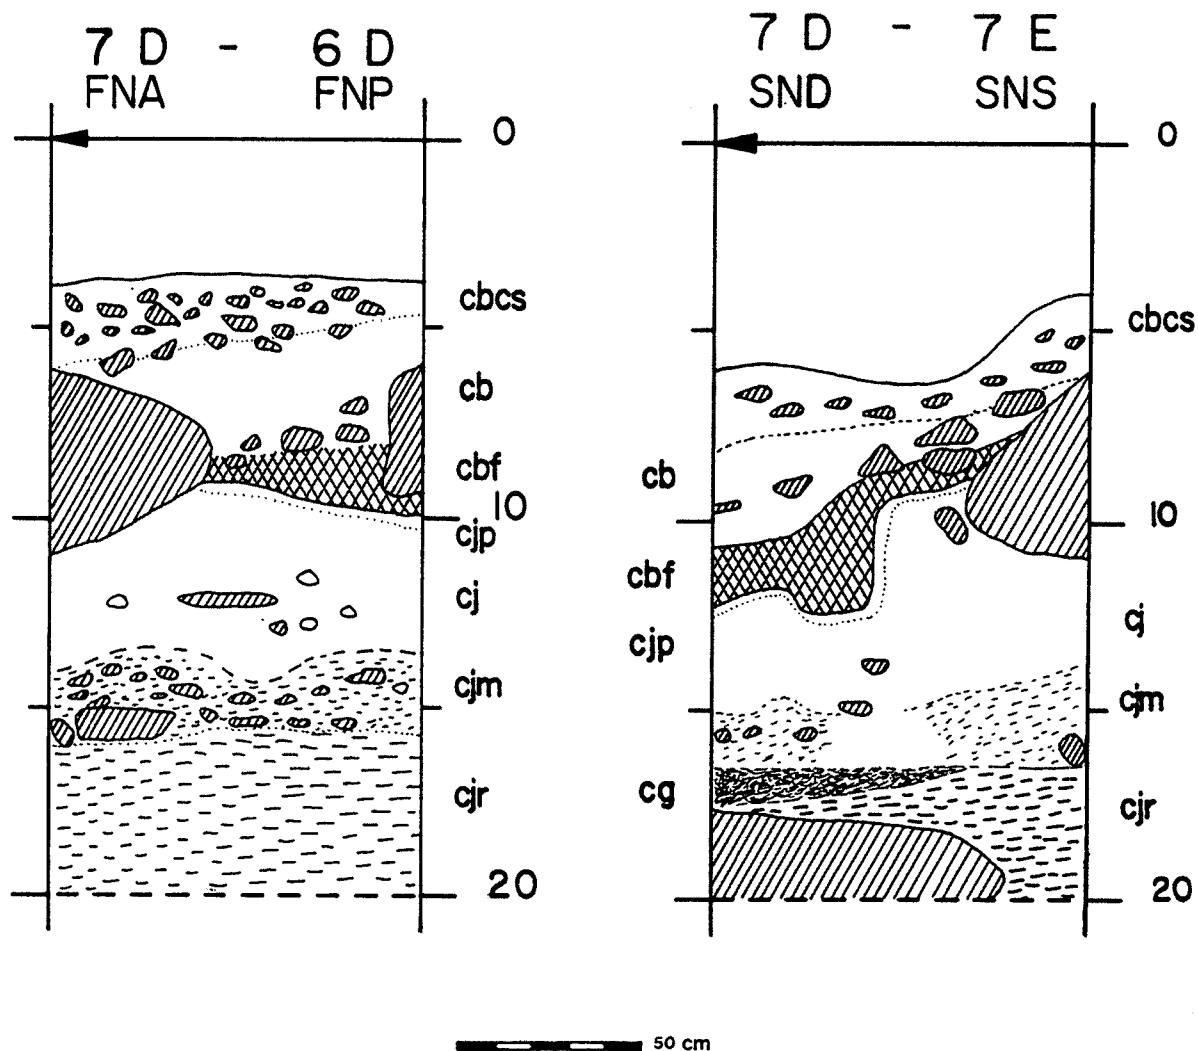 7 D - 6 D
FNA FNP
0
cbcs
cb
cbf
10
cjp
cj
cjm
cjr
20
7 D - 7 E
SND SNS
0
cbcs
cb
10
cbf
cj
cjp
cjm
cg
cjr
20
50 cm